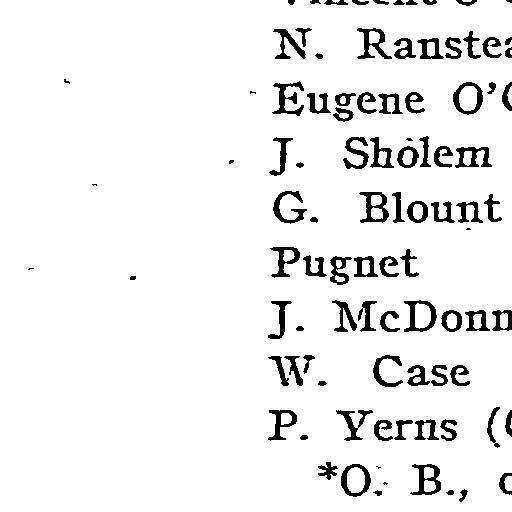 N. Ranstea
Eugene O'C
J. Sholem
G. Blount
Pugnet
J. McDonn
W. Case
P. Yerns (
*O. B.,